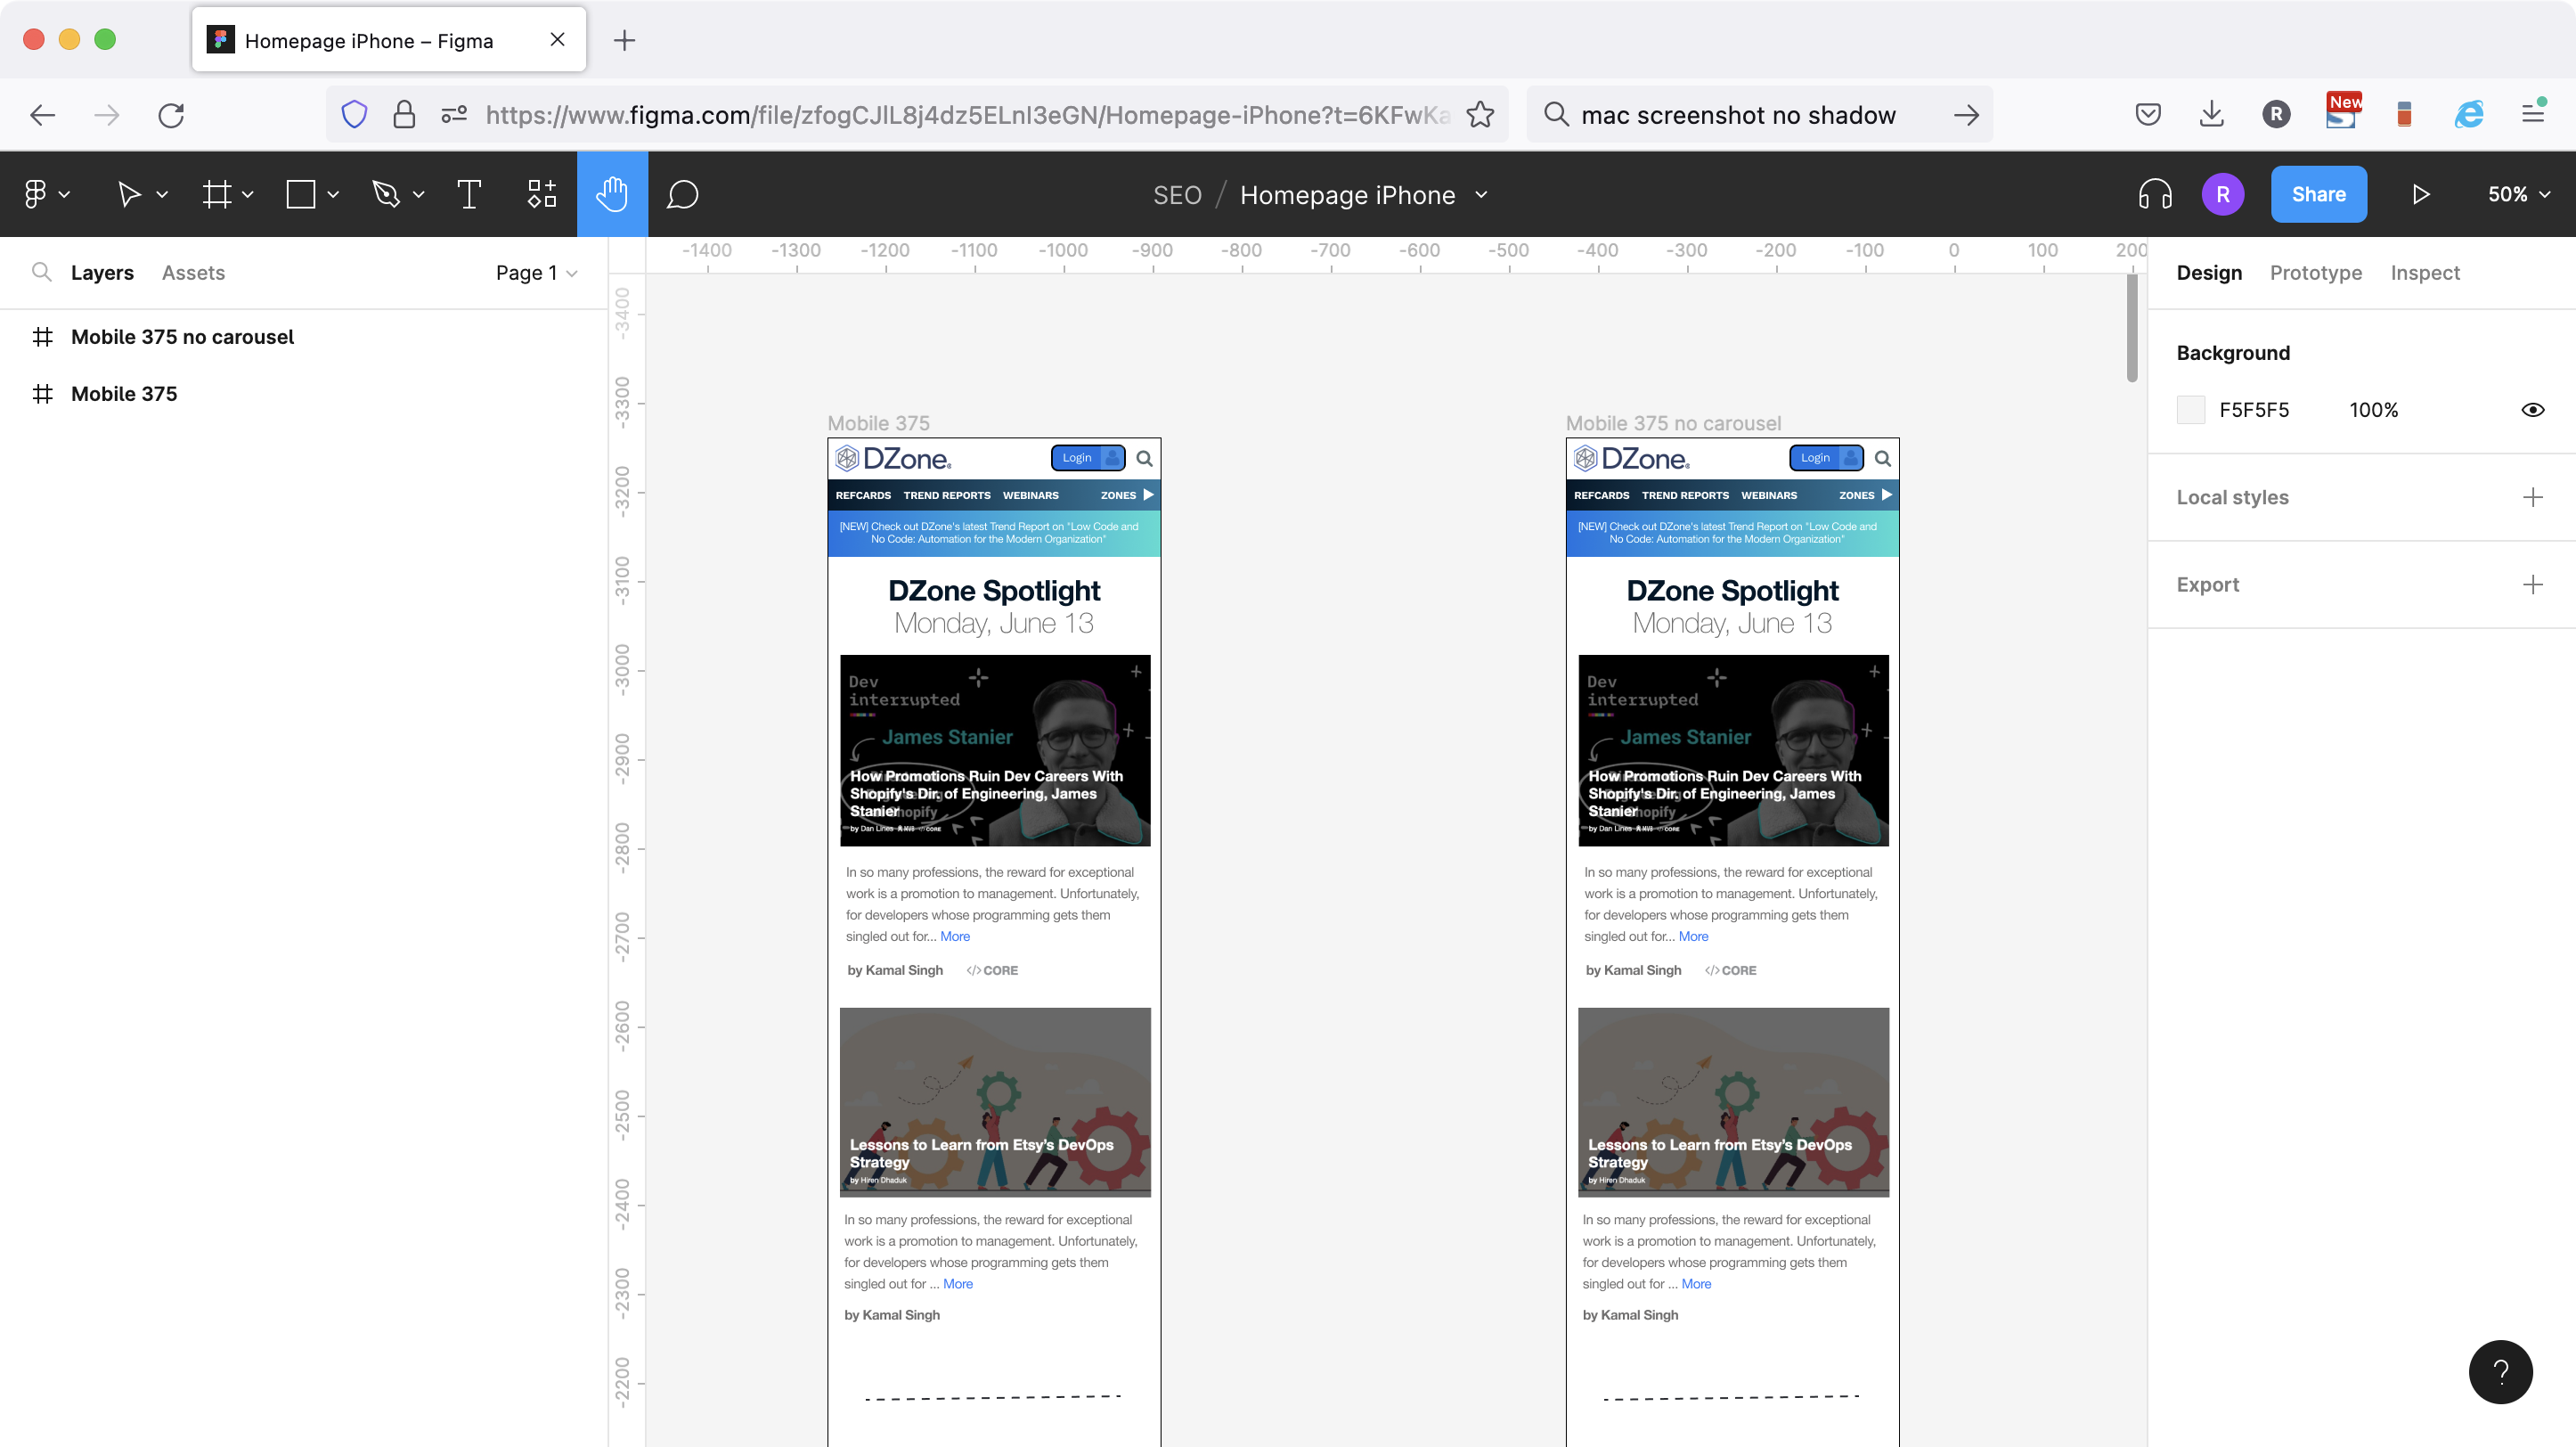 Homepage iPhone – Figma
https://www.figma.com/file/zfogCJlL8j4dz5ELnI3eGN/Homepage-iPhone?t=6KFwKa
mac screenshot no shadow
R
New
SEO / Homepage iPhone
R
Share
50%
Layers
Assets
Page 1
Mobile 375 no carousel
Mobile 375
-1400 -1300 -1200 -1100 -1000 -900 -800 -700 -600 -500 -400 -300 -200 -100 0 100 200
-3400
-3300
-3200
-3100
-3000
-2900
-2800
-2700
-2600
-2500
-2400
-2300
-2200
Mobile 375
DZone
Login
REFCARDS TREND REPORTS WEBINARS ZONES
[NEW] Check out DZone's latest Trend Report on "Low Code and
No Code: Automation for the Modern Organization"
DZone Spotlight
Monday, June 13
Dev
interrupted
James Stanier
How Promotions Ruin Dev Careers With
Shopify's Dir. of Engineering, James
Stanier
Shopify
by Dan Lines MVB </> CORE
In so many professions, the reward for exceptional
work is a promotion to management. Unfortunately,
for developers whose programming gets them
singled out for... More
by Kamal Singh </> CORE
Lessons to Learn from Etsy's DevOps
Strategy
by Hiren Dhaduk
In so many professions, the reward for exceptional
work is a promotion to management. Unfortunately,
for developers whose programming gets them
singled out for ... More
by Kamal Singh
Mobile 375 no carousel
DZone
Login
REFCARDS TREND REPORTS WEBINARS ZONES
[NEW] Check out DZone's latest Trend Report on "Low Code and
No Code: Automation for the Modern Organization"
DZone Spotlight
Monday, June 13
Dev
interrupted
James Stanier
How Promotions Ruin Dev Careers With
Shopify's Dir. of Engineering, James
Stanier
Shopify
by Dan Lines MVB </> CORE
In so many professions, the reward for exceptional
work is a promotion to management. Unfortunately,
for developers whose programming gets them
singled out for... More
by Kamal Singh </> CORE
Lessons to Learn from Etsy's DevOps
Strategy
by Hiren Dhaduk
In so many professions, the reward for exceptional
work is a promotion to management. Unfortunately,
for developers whose programming gets them
singled out for ... More
by Kamal Singh
Design
Prototype
Inspect
Background
F5F5F5
100%
Local styles
Export
?